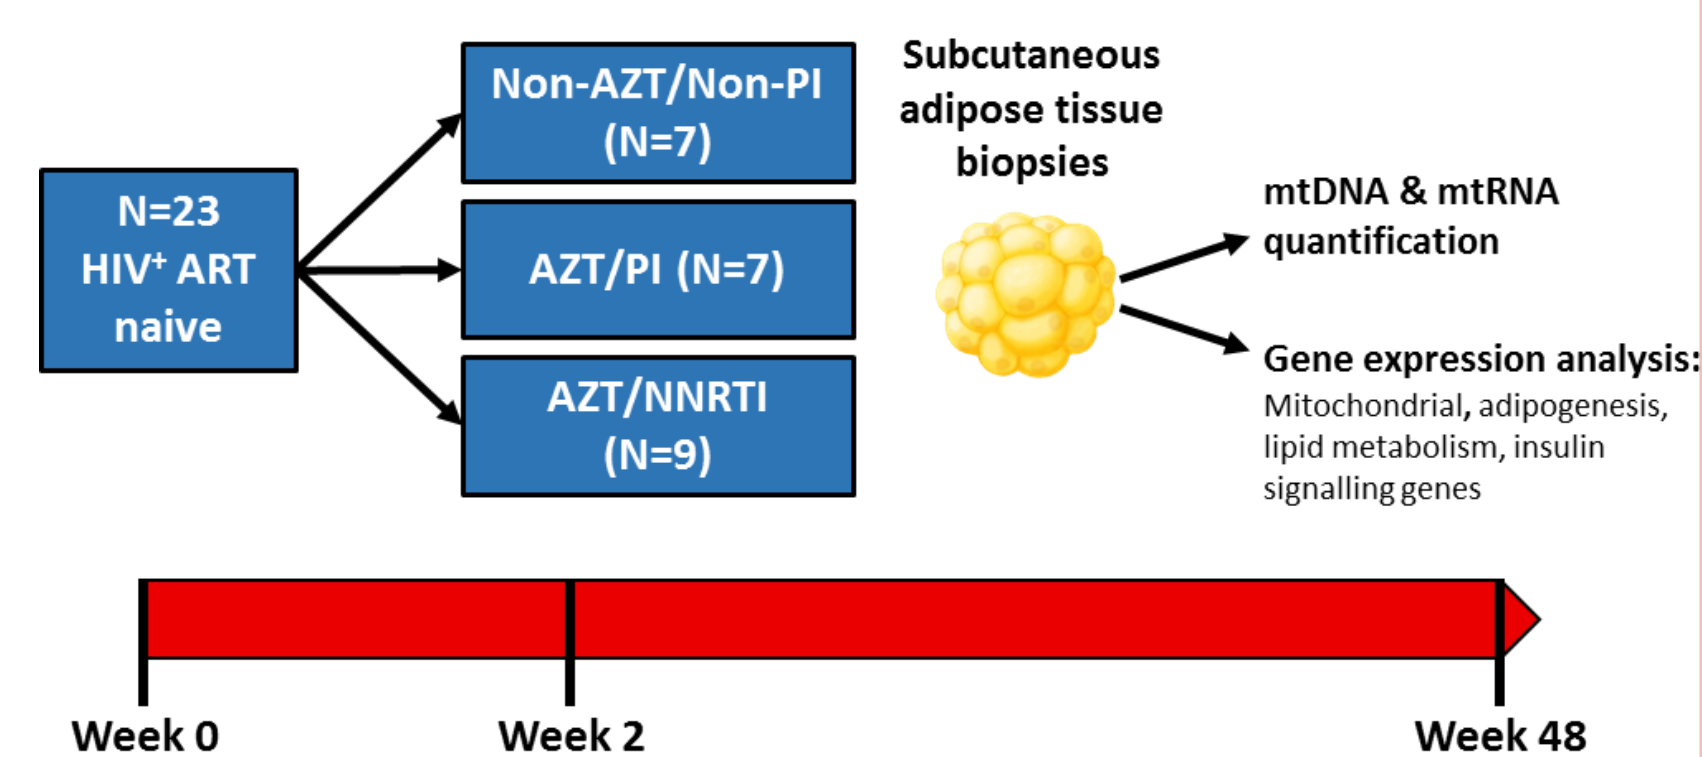 N=23
HIV⁺ ART
naive
Non-AZT/Non-PI
(N=7)
AZT/PI (N=7)
AZT/NNRTI
(N=9)
Subcutaneous
adipose tissue
biopsies
mtDNA & mtRNA
quantification
Gene expression analysis:
Mitochondrial, adipogenesis,
lipid metabolism, insulin
signalling genes
Week 0
Week 2
Week 48